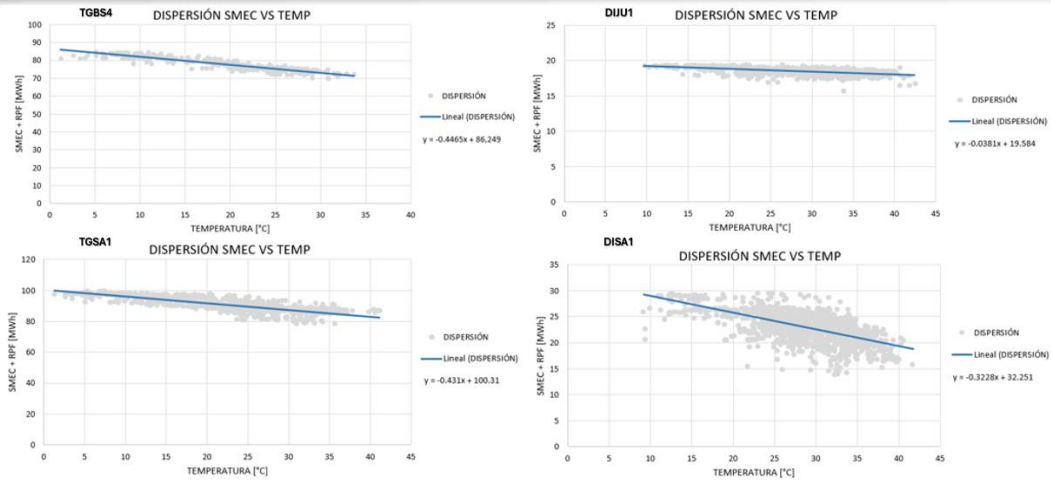 TGBS4
DISPERSIÓN SMEC VS TEMP
SMEC + RPF [MWh]
100
90
80
70
60
50
40
30
20
10
0
0 5 10 15 20 25 30 35 40
TEMPERATURA [°C]
DISPERSIÓN
Lineal (DISPERSIÓN)
y = -0.4465x + 86,249
DIJU1
DISPERSIÓN SMEC VS TEMP
SMEC + RPF [MWh]
25
20
15
10
5
0
0 5 10 15 20 25 30 35 40 45
TEMPERATURA [°C]
DISPERSIÓN
Lineal (DISPERSIÓN)
y = -0.0381x + 19.584
TGSA1
DISPERSIÓN SMEC VS TEMP
SMEC + RPF [MWh]
120
100
80
60
40
20
0
0 5 10 15 20 25 30 35 40 45
TEMPERATURA [°C]
DISPERSIÓN
Lineal (DISPERSIÓN)
y = -0.431x + 100.31
DISA1
DISPERSIÓN SMEC VS TEMP
SMEC + RPF [MWh]
35
30
25
20
15
10
5
0
0 5 10 15 20 25 30 35 40 45
TEMPERATURA [°C]
DISPERSIÓN
Lineal (DISPERSIÓN)
y = -0.3228x + 32.251